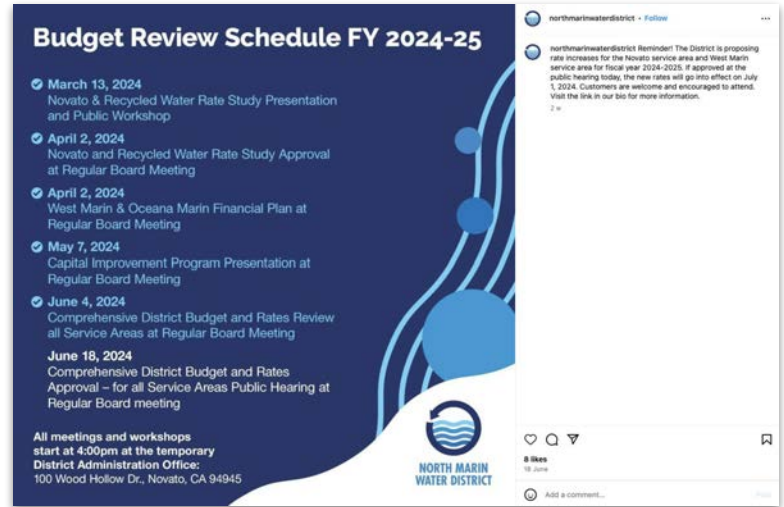 Budget Review Schedule FY 2024-25
March 13, 2024
Novato & Recycled Water Rate Study Presentation
and Public Workshop
April 2, 2024
Novato and Recycled Water Rate Study Approval
at Regular Board Meeting
April 2, 2024
West Marin & Oceana Marin Financial Plan at
Regular Board Meeting
May 7, 2024
Capital Improvement Program Presentation at
Regular Board Meeting
June 4, 2024
Comprehensive District Budget and Rates Review
all Service Areas at Regular Board Meeting
June 18, 2024
Comprehensive District Budget and Rates
Approval – for all Service Areas Public Hearing at
Regular Board meeting
All meetings and workshops
start at 4:00pm at the temporary
District Administration Office:
100 Wood Hollow Dr., Novato, CA 94945
NORTH MARIN
WATER DISTRICT
northmarinwaterdistrict • Follow
northmarinwaterdistrict Reminder! The District is proposing
rate increases for the Novato service area and West Marin
service area for fiscal year 2024-2025. If approved at the
public hearing today, the new rates will go into effect on July
1, 2024. Customers are welcome and encouraged to attend.
Visit the link in our bio for more information.
2 w
8 likes
18 June
Add a comment...
Post